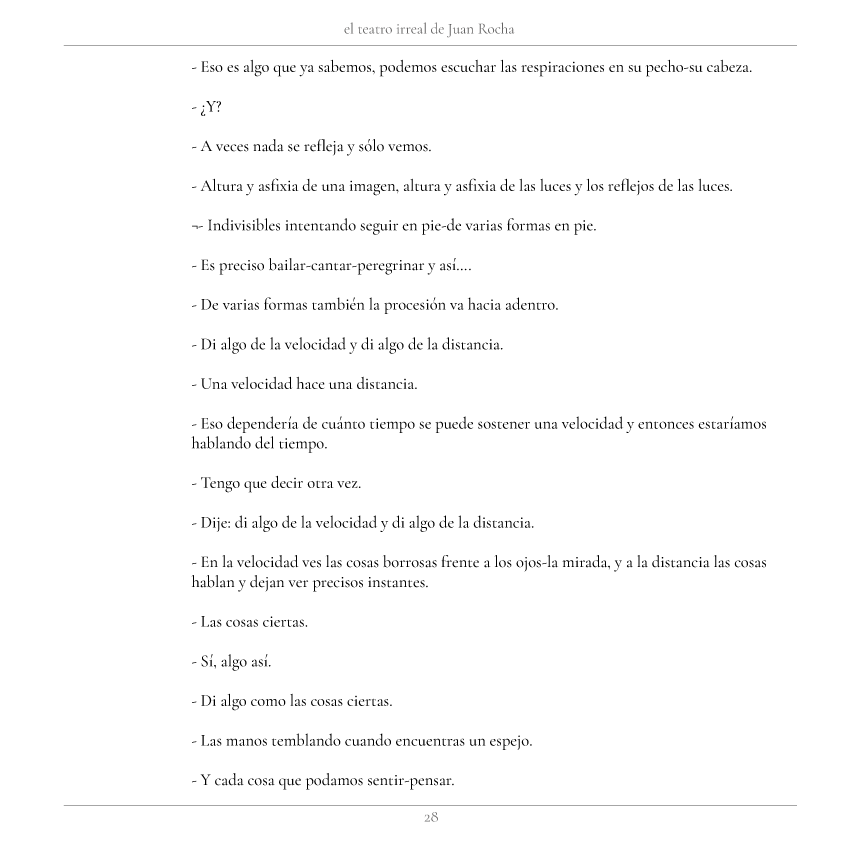 el teatro irreal de Juan Rocha
- Eso es algo que ya sabemos, podemos escuchar las respiraciones en su pecho-su cabeza.
- ¿Y?
- A veces nada se refleja y sólo vemos.
- Altura y asfixia de una imagen, altura y asfixia de las luces y los reflejos de las luces.
¬- Indivisibles intentando seguir en pie-de varias formas en pie.
- Es preciso bailar-cantar-peregrinar y así….
- De varias formas también la procesión va hacia adentro.
- Di algo de la velocidad y di algo de la distancia.
- Una velocidad hace una distancia.
- Eso dependería de cuánto tiempo se puede sostener una velocidad y entonces estaríamos
hablando del tiempo.
- Tengo que decir otra vez.
- Dije: di algo de la velocidad y di algo de la distancia.
- En la velocidad ves las cosas borrosas frente a los ojos-la mirada, y a la distancia las cosas
hablan y dejan ver precisos instantes.
- Las cosas ciertas.
- Sí, algo así.
- Di algo como las cosas ciertas.
- Las manos temblando cuando encuentras un espejo.
- Y cada cosa que podamos sentir-pensar.
28